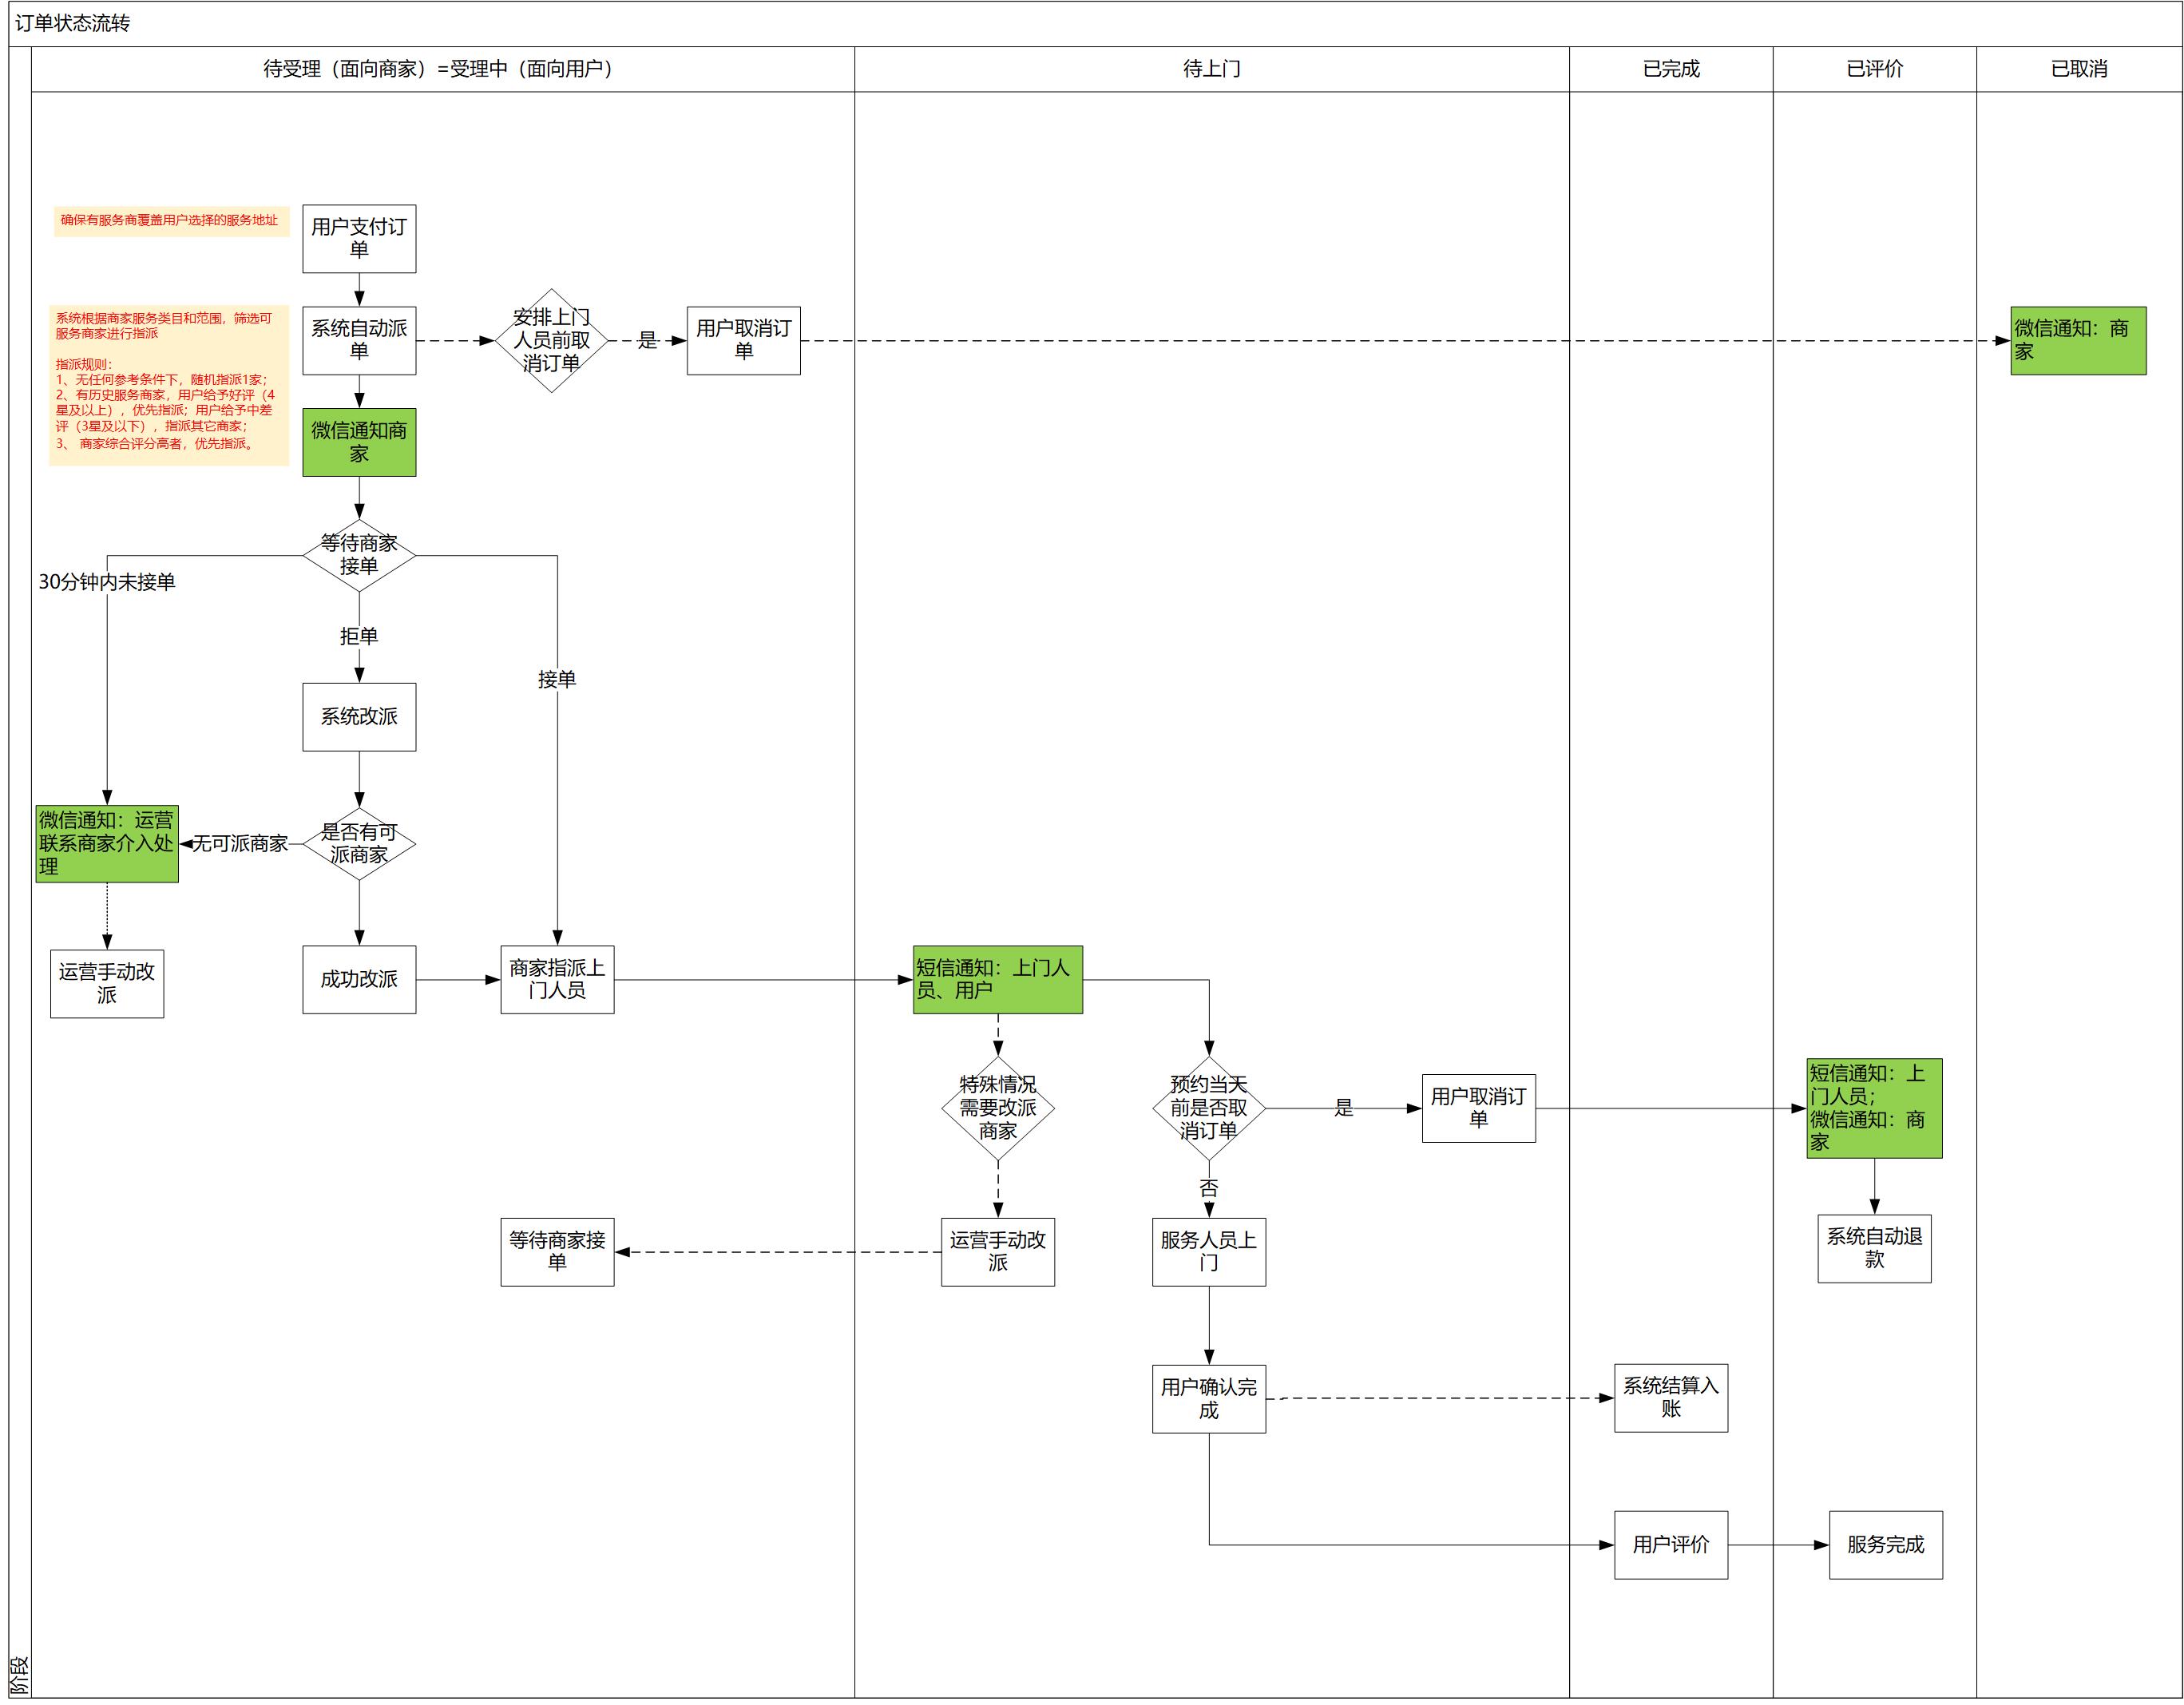 订单状态流转
待受理（面向商家）=受理中（面向用户）
待上门
已完成
已评价
已取消
确保有服务商覆盖用户选择的服务地址
用户支付订
单
系统根据商家服务类目和范围，筛选可
服务商家进行指派
指派规则：
1、无任何参考条件下，随机指派1家；
2、有历史服务商家，用户给予好评（4
星及以上），优先指派；用户给予中差
评（3星及以下），指派其它商家；
3、 商家综合评分高者，优先指派。
系统自动派
单
安排上门
人员前取
消订单
是
用户取消订
单
微信通知：商
家
微信通知商
家
等待商家
接单
30分钟内未接单
拒单
接单
系统改派
微信通知：运营
联系商家介入处
理
无可派商家
是否有可
派商家
运营手动改
派
成功改派
商家指派上
门人员
短信通知：上门人
员、用户
特殊情况
需要改派
商家
预约当天
前是否取
消订单
是
用户取消订
单
短信通知：上
门人员；
微信通知：商
家
否
等待商家接
单
运营手动改
派
服务人员上
门
系统自动退
款
用户确认完
成
系统结算入
账
用户评价
服务完成
阶段